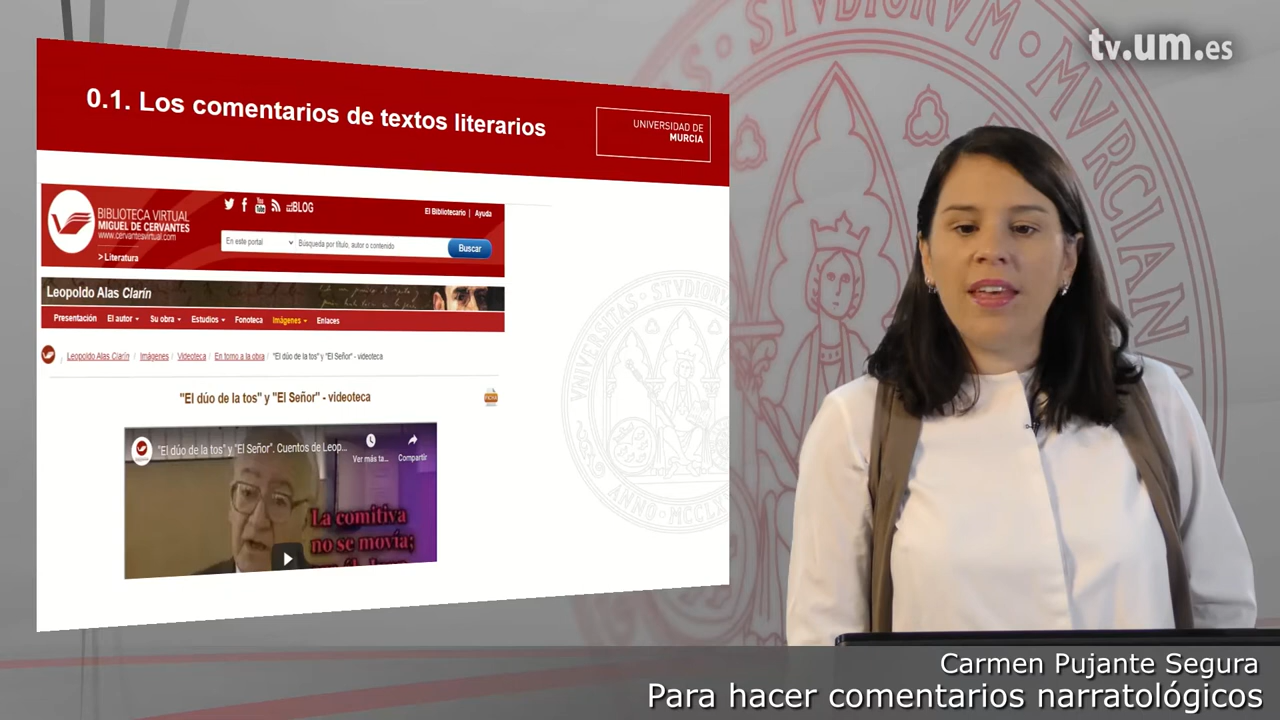 tv.um.es
0.1. Los comentarios de textos literarios
UNIVERSIDAD DE
MURCIA
BIBLIOTECA VIRTUAL
MIGUEL DE CERVANTES
www.cervantesvirtual.com
> Literatura
BLOG
El Bibliotecario | Ayuda
En este portal
Búsqueda por título, autor o contenido
Buscar
Leopoldo Alas Clarín
Presentación El autor Su obra Estudios Fonoteca Imágenes Enlaces
Leopoldo Alas Clarín / Imágenes / Videoteca / En torno a la obra / "El dúo de la tos" y "El Señor" - videoteca
"El dúo de la tos" y "El Señor" - videoteca
"El dúo de la tos" y "El Señor". Cuentos de Leop...
Ver más ta...
Compartir
La comitiva
no se movía;
Carmen Pujante Segura
Para hacer comentarios narratológicos